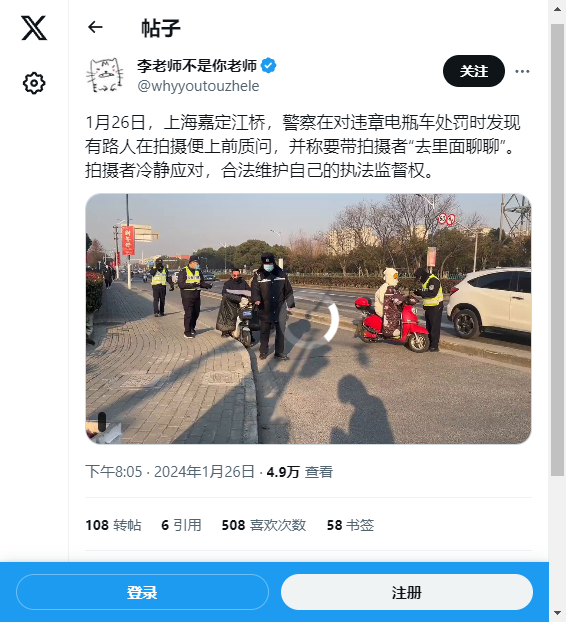 帖子
李老师不是你老师
@whyyoutouzhele
关注
1月26日，上海嘉定江桥，警察在对违章电瓶车处罚时发现
有路人在拍摄便上前质问，并称要带拍摄者“去里面聊聊”。
拍摄者冷静应对，合法维护自己的执法监督权。
下午8:05 · 2024年1月26日 · 4.9万 查看
108 转帖 6 引用 508 喜欢次数 58 书签
登录
注册